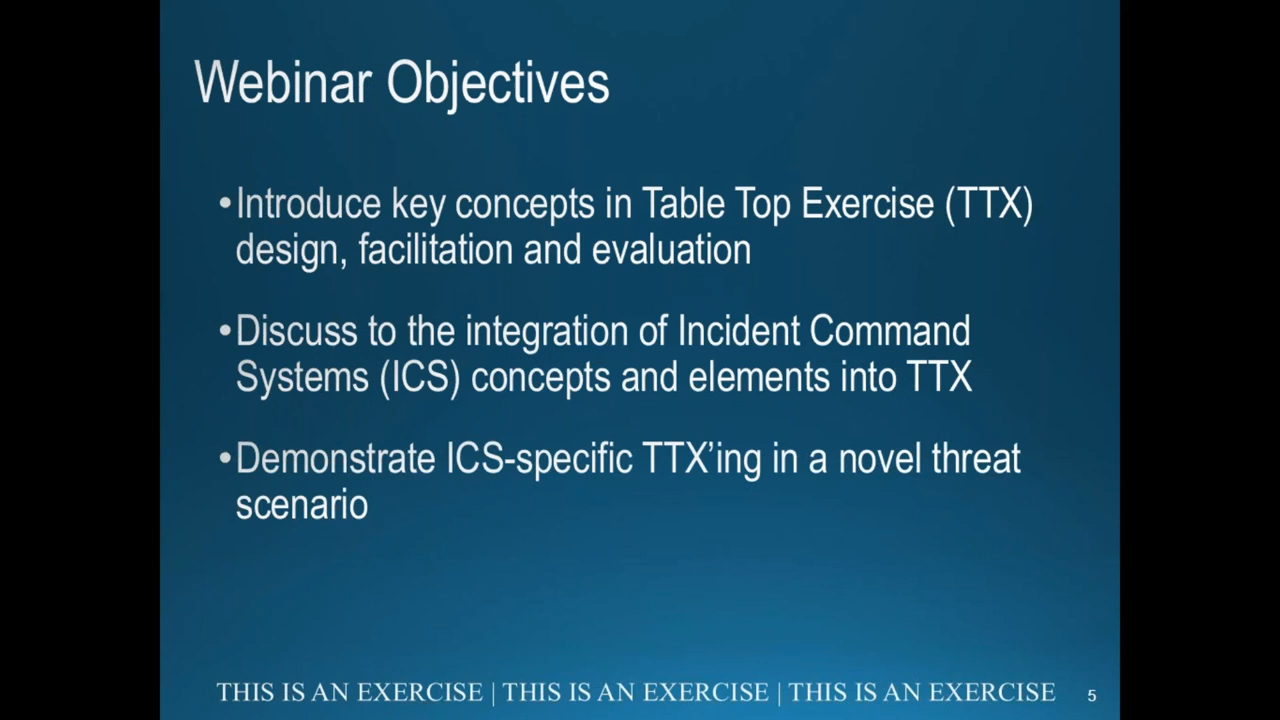 Webinar Objectives
•Introduce key concepts in Table Top Exercise (TTX)
design, facilitation and evaluation
•Discuss to the integration of Incident Command
Systems (ICS) concepts and elements into TTX
•Demonstrate ICS-specific TTX’ing in a novel threat
scenario
THIS IS AN EXERCISE | THIS IS AN EXERCISE | THIS IS AN EXERCISE 5